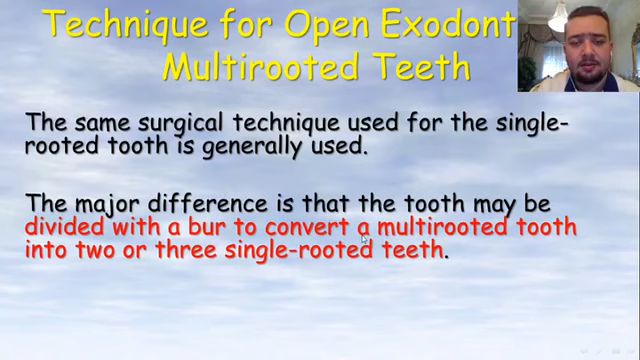 Technique for Open Exodont
Multirooted Teeth
The same surgical technique used for the single-
rooted tooth is generally used.
The major difference is that the tooth may be
divided with a bur to convert a multirooted tooth
into two or three single-rooted teeth.